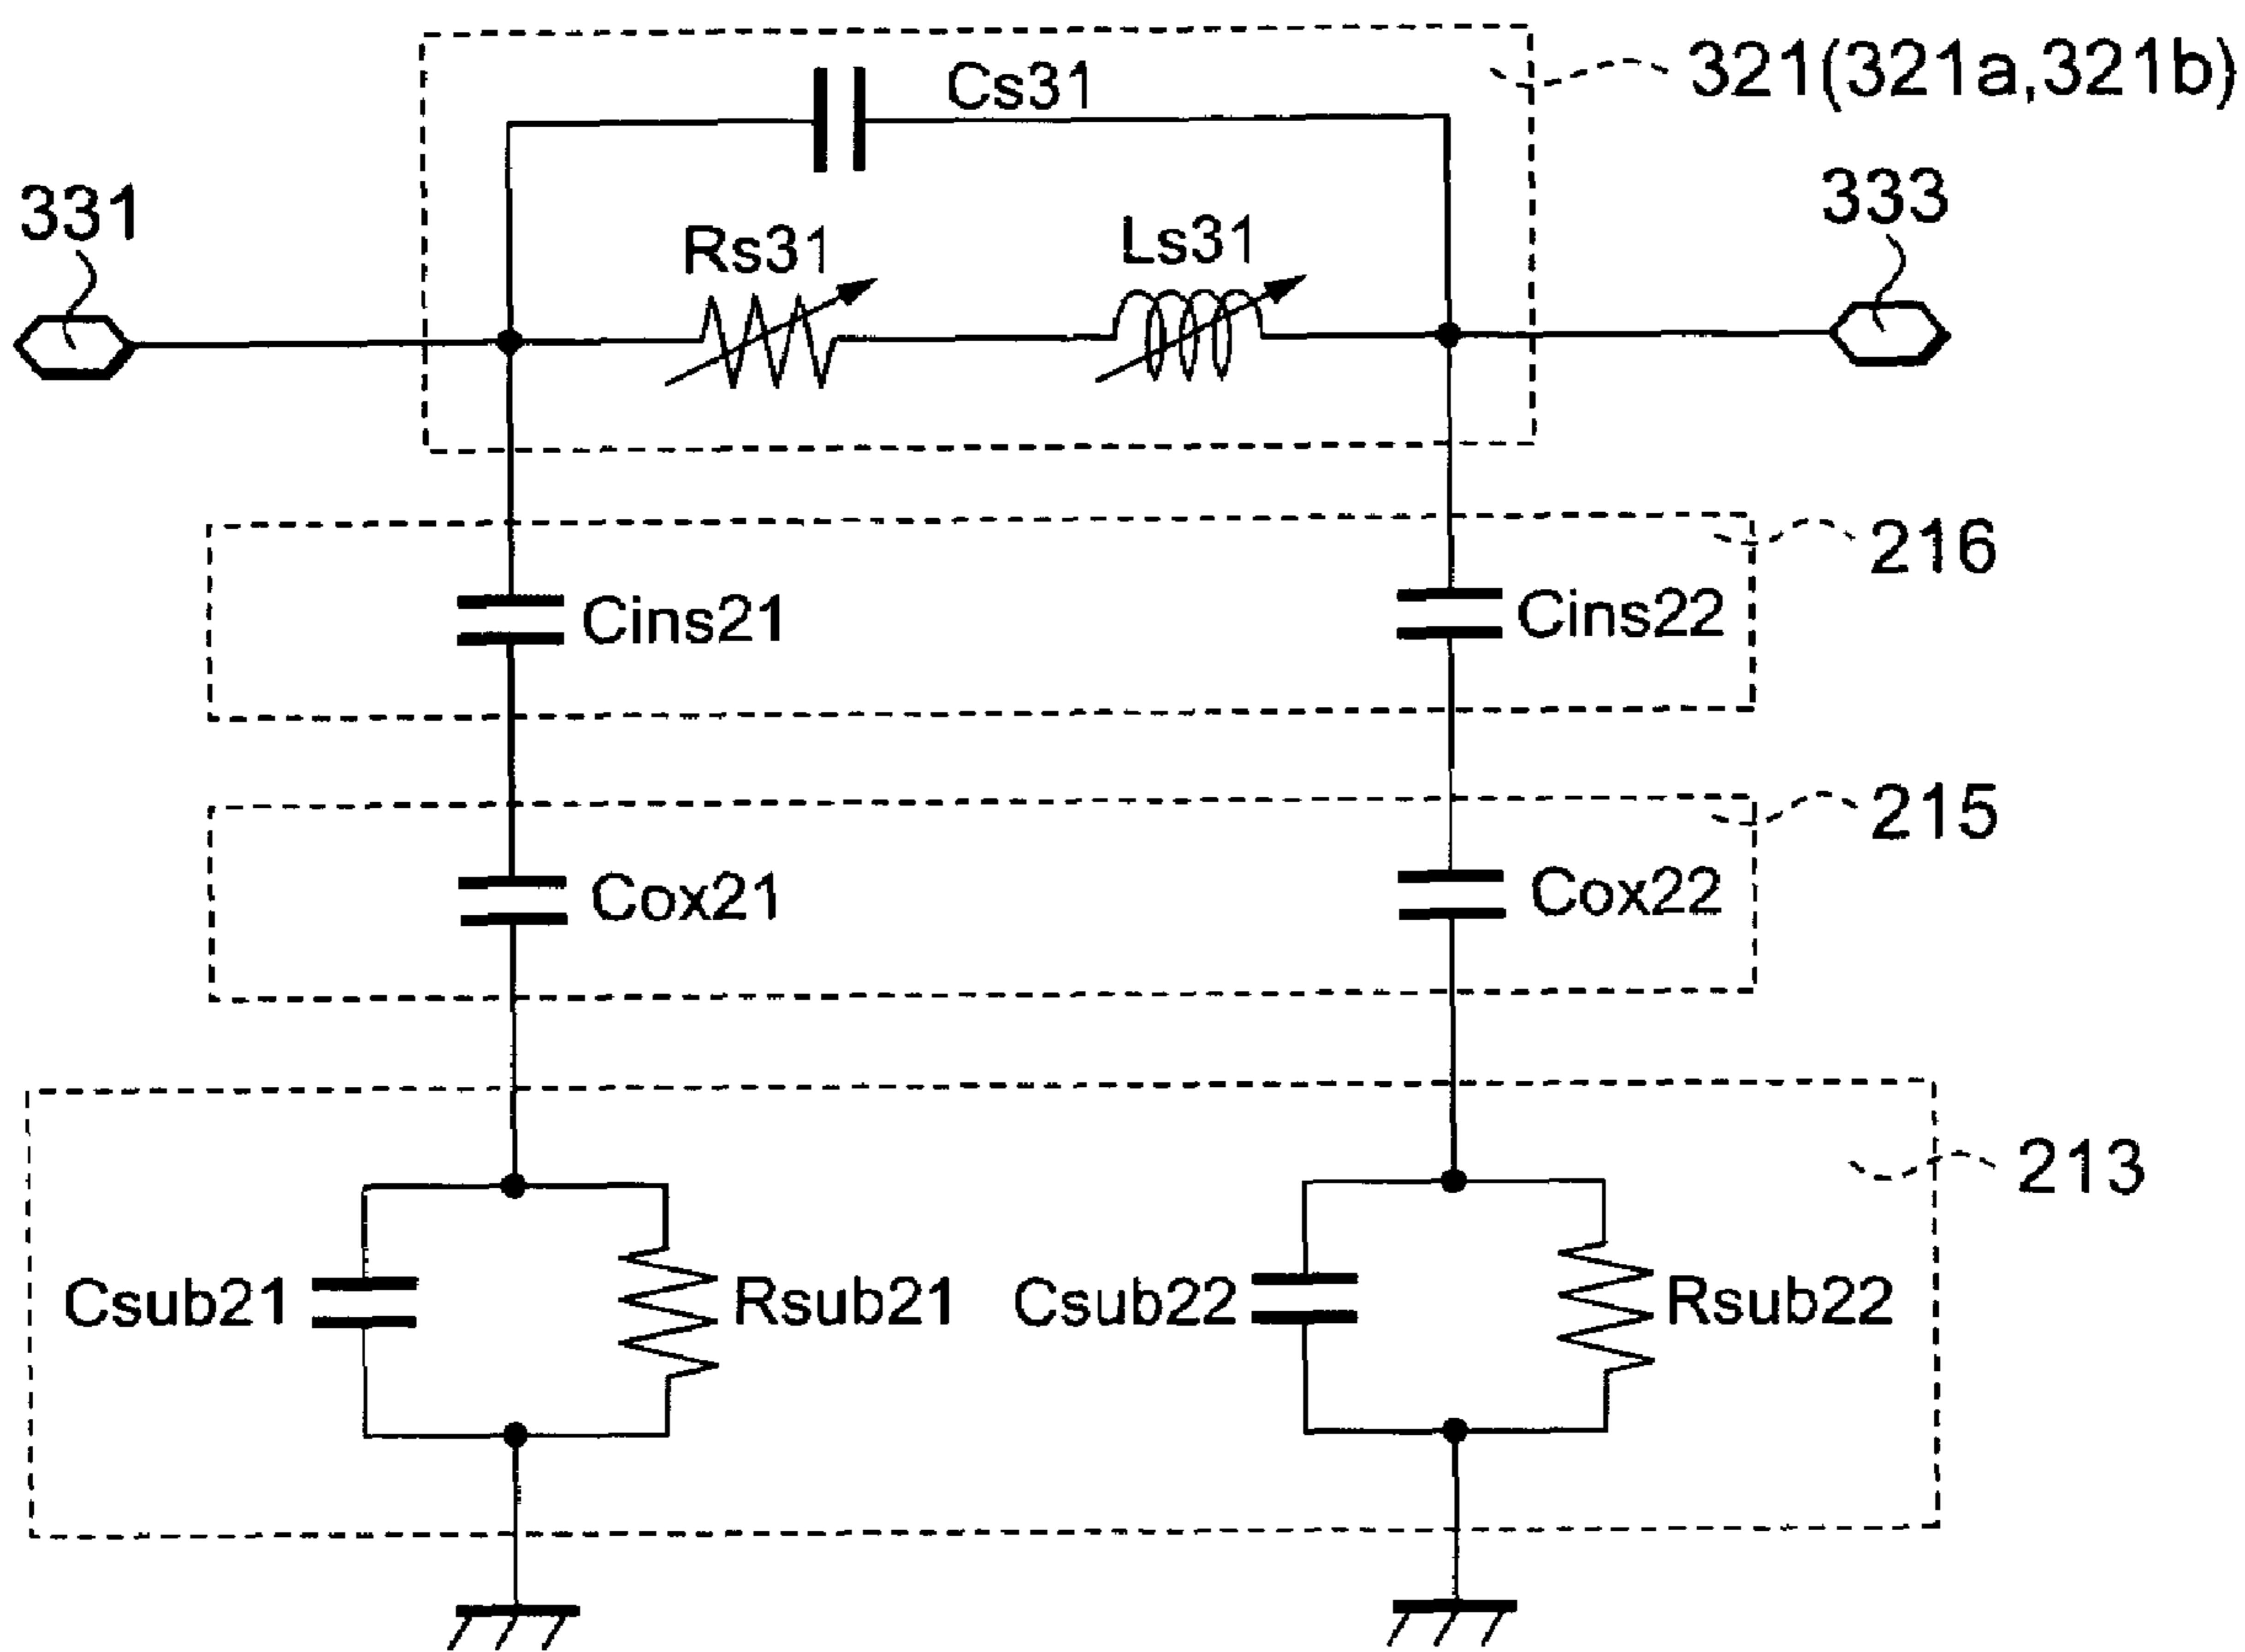 321(321a,321b)
Cs31
331
333
Rs31
Ls31
216
Cins21
Cins22
215
Cox21
Cox22
213
Csub21
Rsub21
Csub22
Rsub22